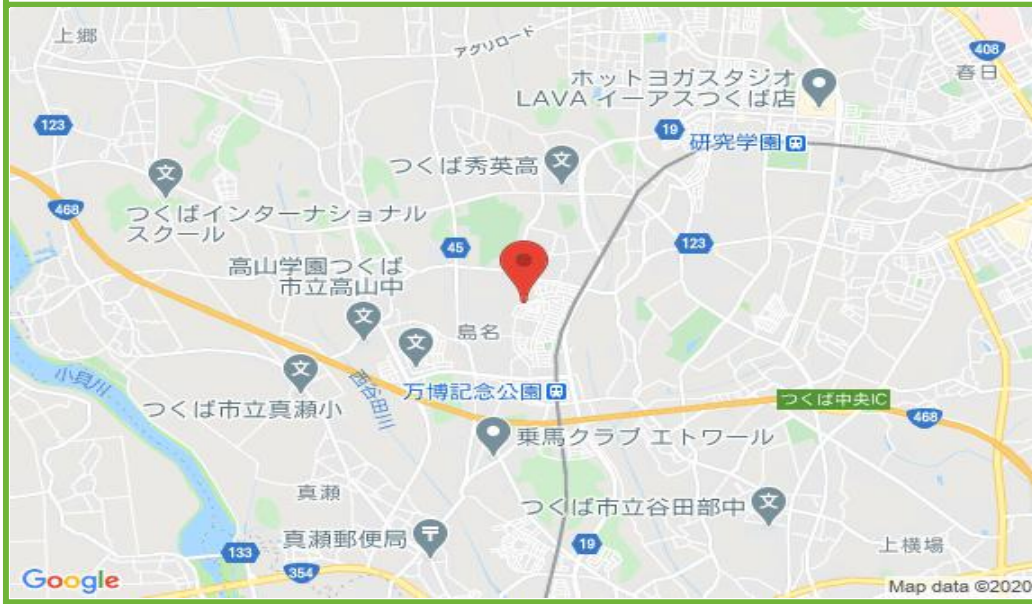 上郷
アグリロード
408
春日
ホットヨガスタジオ
LAVA イーアスつくば店
123
19
研究学園
つくば秀英高
文
文
468
つくばインターナショナル
スクール
45
123
高山学園つくば
市立高山中
文
島名
文
小貝川
文
西谷田川
万博記念公園
つくば中央IC
つくば市立真瀬小
468
乗馬クラブ エトワール
真瀬
つくば市立谷田部中
文
真瀬郵便局
〒
133
19
上横場
354
Google
Map data ©2020